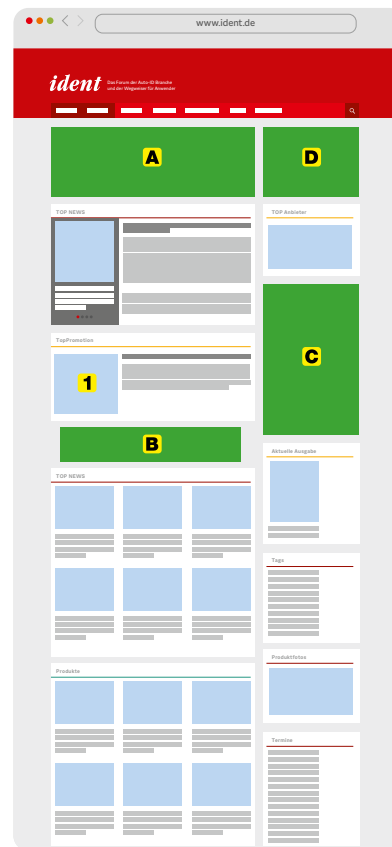 www.ident.de
ident
Das Forum der Auto-ID Branche
und der Wegweiser für Anwender
A
D
TOP NEWS
TOP Anbieter
TopPromotion
1
C
B
Aktuelle Ausgabe
TOP NEWS
Tags
Produktfotos
Produkte
Termine